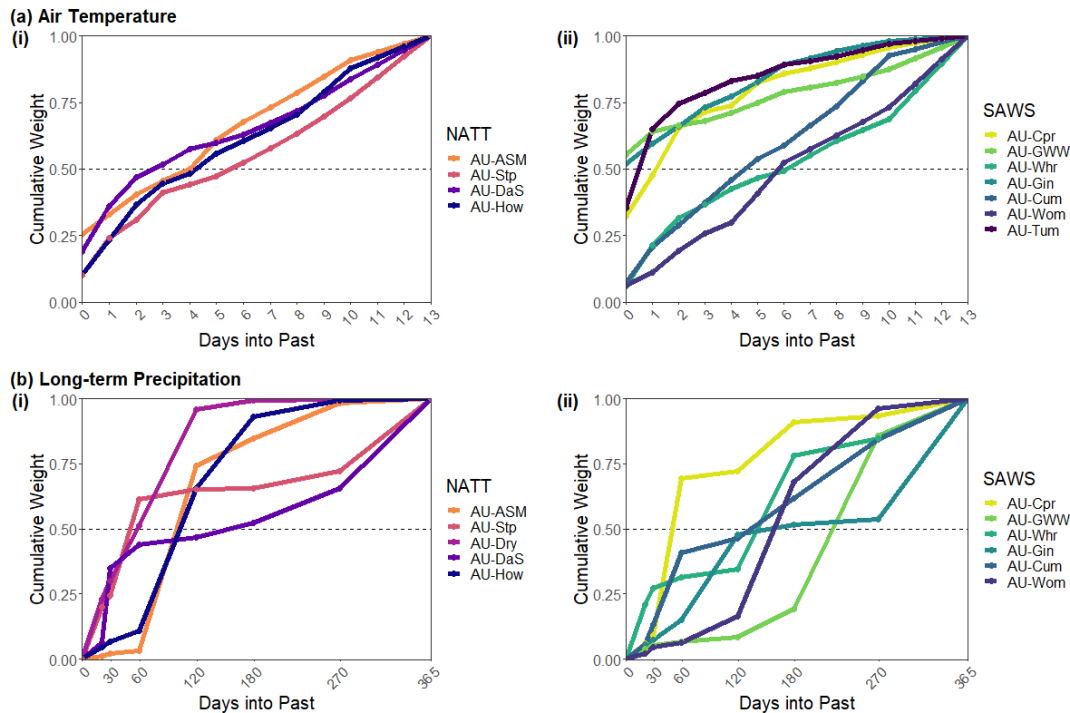 (a) Air Temperature
(i)
1.00
0.75
0.50
0.25
0.00
Cumulative Weight
0 1 2 3 4 5 6 7 8 9 10 11 12 13
Days into Past
NATT
AU-ASM
AU-Stp
AU-DaS
AU-How
(ii)
1.00
0.75
0.50
0.25
0.00
Cumulative Weight
0 1 2 3 4 5 6 7 8 9 10 11 12 13
Days into Past
SAWS
AU-Cpr
AU-GWW
AU-Whr
AU-Gin
AU-Cum
AU-Wom
AU-Tum
(b) Long-term Precipitation
(i)
1.00
0.75
0.50
0.25
0.00
Cumulative Weight
0 30 60 120 180 270 365
Days into Past
NATT
AU-ASM
AU-Stp
AU-Dry
AU-DaS
AU-How
(ii)
1.00
0.75
0.50
0.25
0.00
Cumulative Weight
0 30 60 120 180 270 365
Days into Past
SAWS
AU-Cpr
AU-GWW
AU-Whr
AU-Gin
AU-Cum
AU-Wom